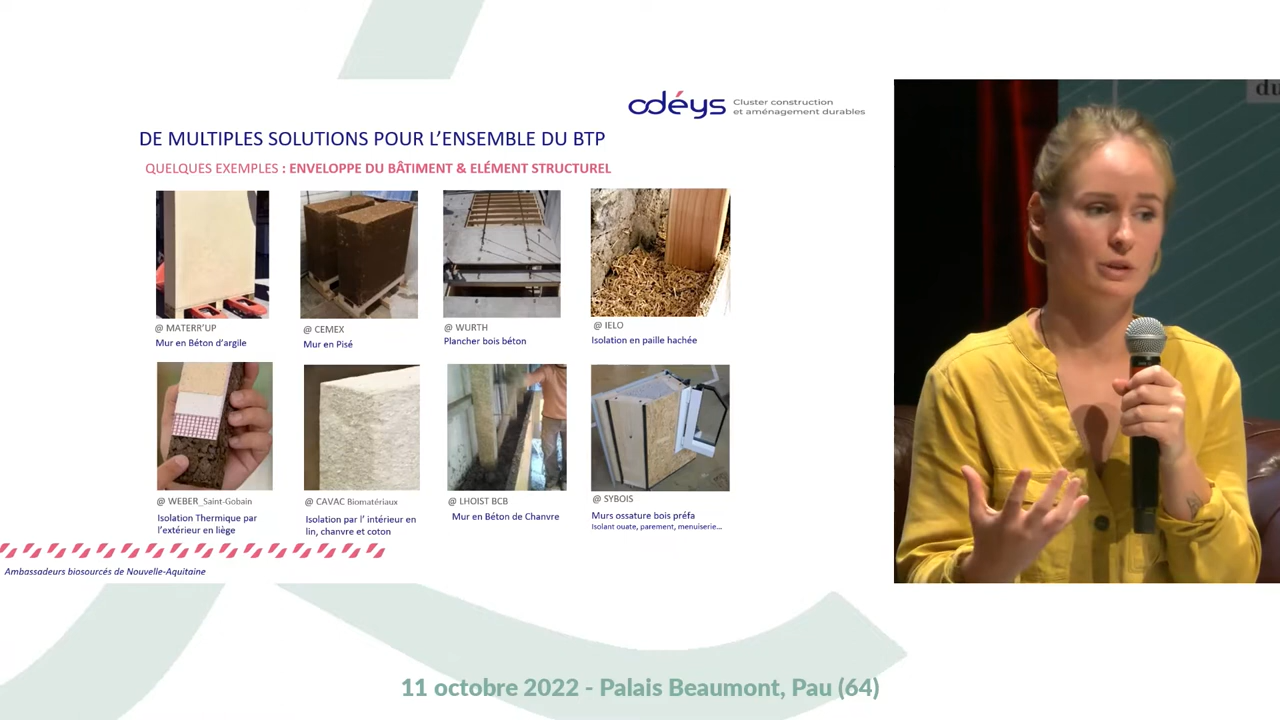 odéys
Cluster construction
et aménagement durables
du
DE MULTIPLES SOLUTIONS POUR L'ENSEMBLE DU BTP
QUELQUES EXEMPLES : ENVELOPPE DU BÂTIMENT & ELÉMENT STRUCTUREL
@ MATERR'UP
Mur en Béton d'argile
@ CEMEX
Mur en Pisé
@ WURTH
Plancher bois béton
@ IELO
Isolation en paille hachée
@ WEBER_Saint-Gobain
Isolation Thermique par
l'extérieur en liège
@ CAVAC Biomatériaux
Isolation par l' intérieur en
lin, chanvre et coton
@ LHOIST BCB
Mur en Béton de Chanvre
@ SYBOIS
Murs ossature bois préfa
Isolant ouate, parement, menuiserie...
Ambassadeurs biosourcés de Nouvelle-Aquitaine
11 octobre 2022 - Palais Beaumont, Pau (64)